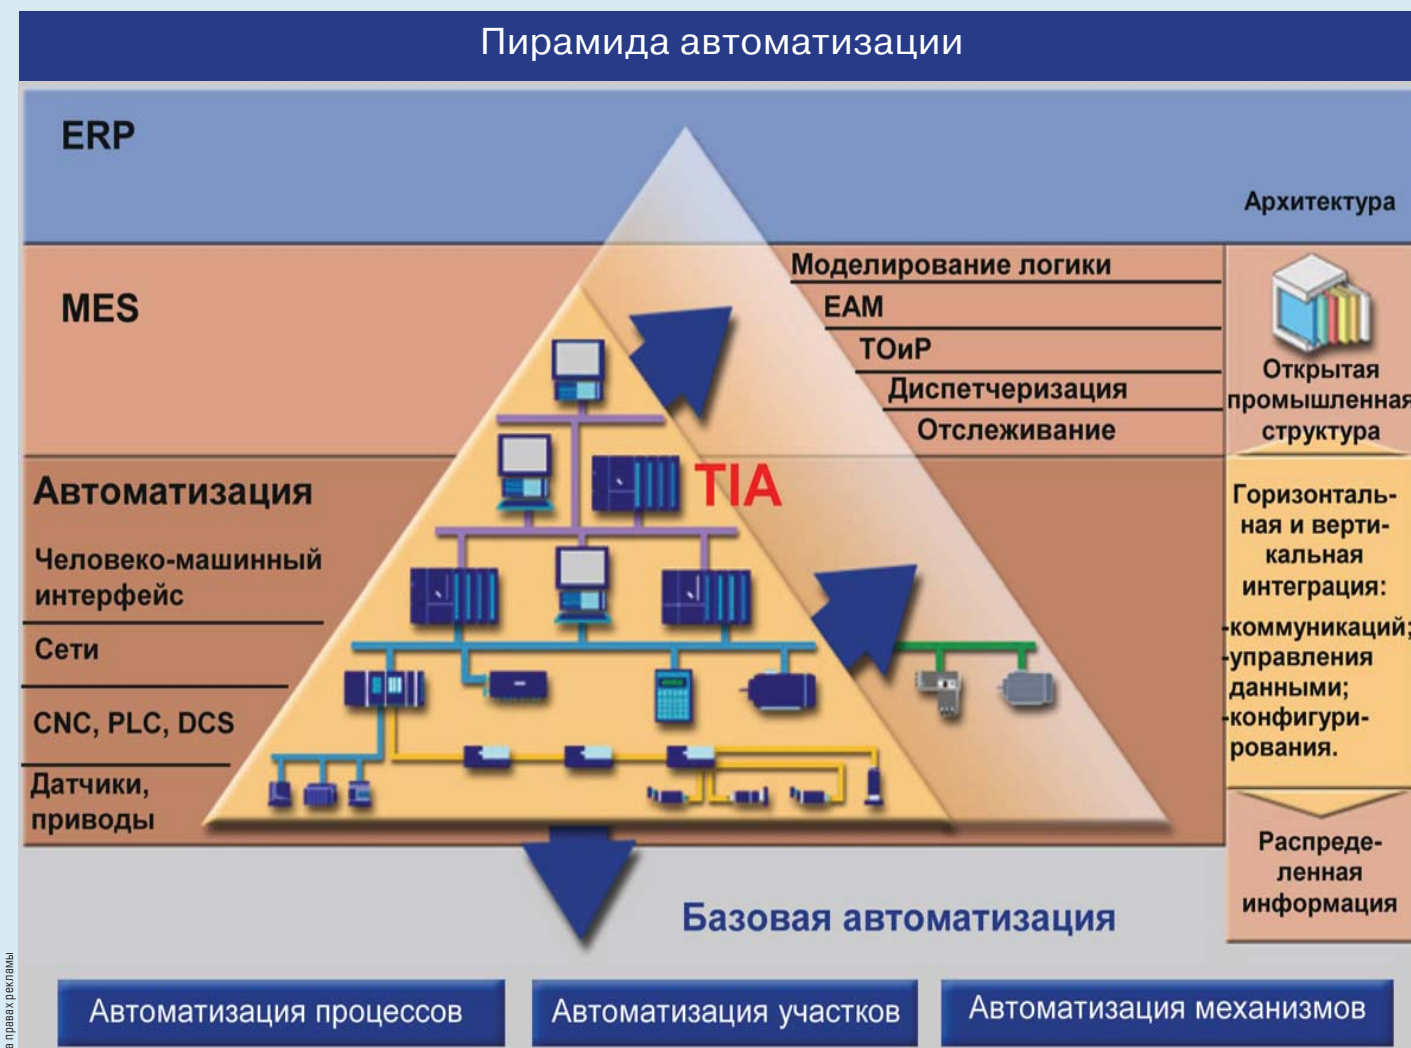 Пирамида автоматизации
ERP
Архитектура
MES
Моделирование логики
EAM
ТОиР
Диспетчеризация
Отслеживание
Открытая
промышленная
структура
TIA
Автоматизация
Человеко-машинный
интерфейс
Сети
CNC, PLC, DCS
Датчики,
приводы
Горизонталь-
ная и верти-
кальная
интеграция:
-коммуникаций;
-управления
данными;
-конфигури-
рования.
Распреде-
ленная
информация
Базовая автоматизация
Автоматизация процессов
Автоматизация участков
Автоматизация механизмов
а правах рекламы